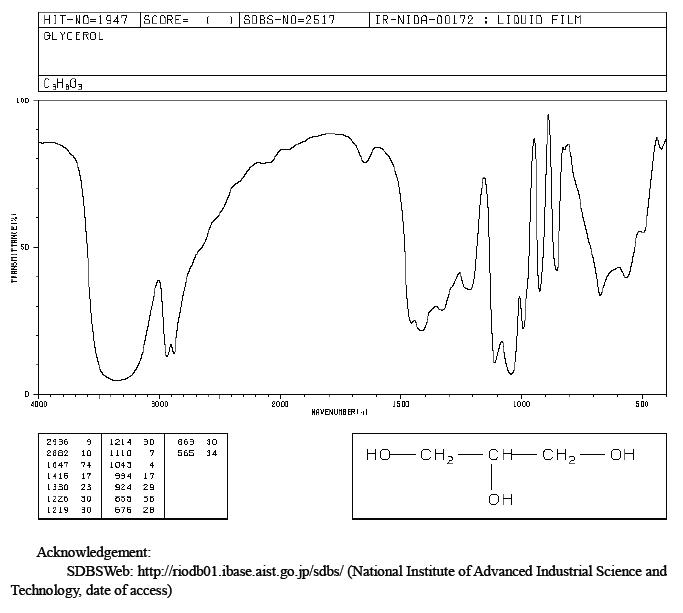 HIT-NO=1947 SCORE= ( ) SDBS-NO=2517 IR-NIDA-00172 : LIQUID FILM
GLYCEROL
C3H8O3
100
TRANSMITTANCE(%)
50
0
4000 3000 2000 1500 1000 500
WAVENUMBER(-1)
2936 9 1214 30 663 30
2882 10 1110 7 565 34
1647 74 1043 4
1416 17 994 17
1330 23 924 29
1226 30 853 36
1219 30 676 28
HO CH2 CH CH2 OH
OH
Acknowledgement:
SDBSWeb: http://riodb01.ibase.aist.go.jp/sdbs/ (National Institute of Advanced Industrial Science and
Technology, date of access)